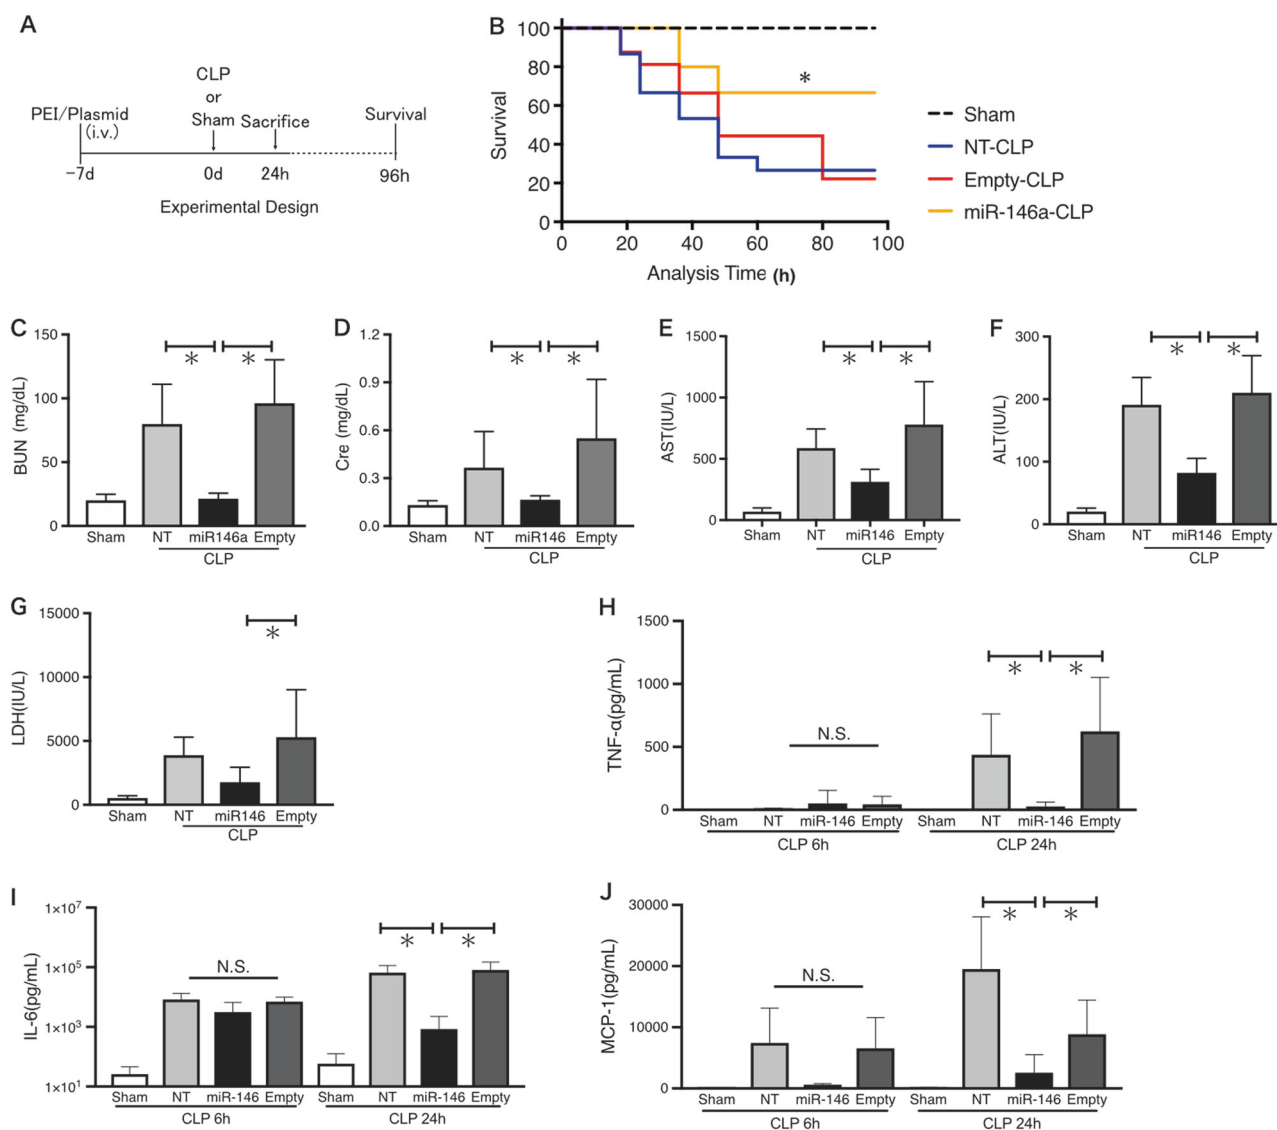 A
PEI/Plasmid
(i.v.)
CLP
or
Sham
Sacrifice
Survival
−7d
0d
24h
96h
Experimental Design
B
Survival
100
80
60
40
20
0
0 20 40 60 80 100
Analysis Time (h)
Sham
NT-CLP
Empty-CLP
miR-146a-CLP
*
C
BUN (mg/dL)
150
100
50
0
* *
Sham NT miR146a Empty
CLP
D
Cre (mg/dL)
1.2
0.9
0.6
0.3
0.0
* *
Sham NT miR146 Empty
CLP
E
AST(IU/L)
1500
1000
500
0
* *
Sham NT miR146 Empty
CLP
F
ALT(IU/L)
300
200
100
0
* *
Sham NT miR146 Empty
CLP
G
LDH(IU/L)
15000
10000
5000
0
*
Sham NT miR146 Empty
CLP
H
TNF-α(pg/mL)
1500
1000
500
0
N.S.
* *
Sham NT miR-146 Empty Sham NT miR-146 Empty
CLP 6h CLP 24h
I
IL-6(pg/mL)
1×10⁷
1×10⁵
1×10³
1×10¹
N.S.
* *
Sham NT miR-146 Empty Sham NT miR-146 Empty
CLP 6h CLP 24h
J
MCP-1(pg/mL)
30000
20000
10000
0
N.S.
* *
Sham NT miR-146 Empty Sham NT miR-146 Empty
CLP 6h CLP 24h